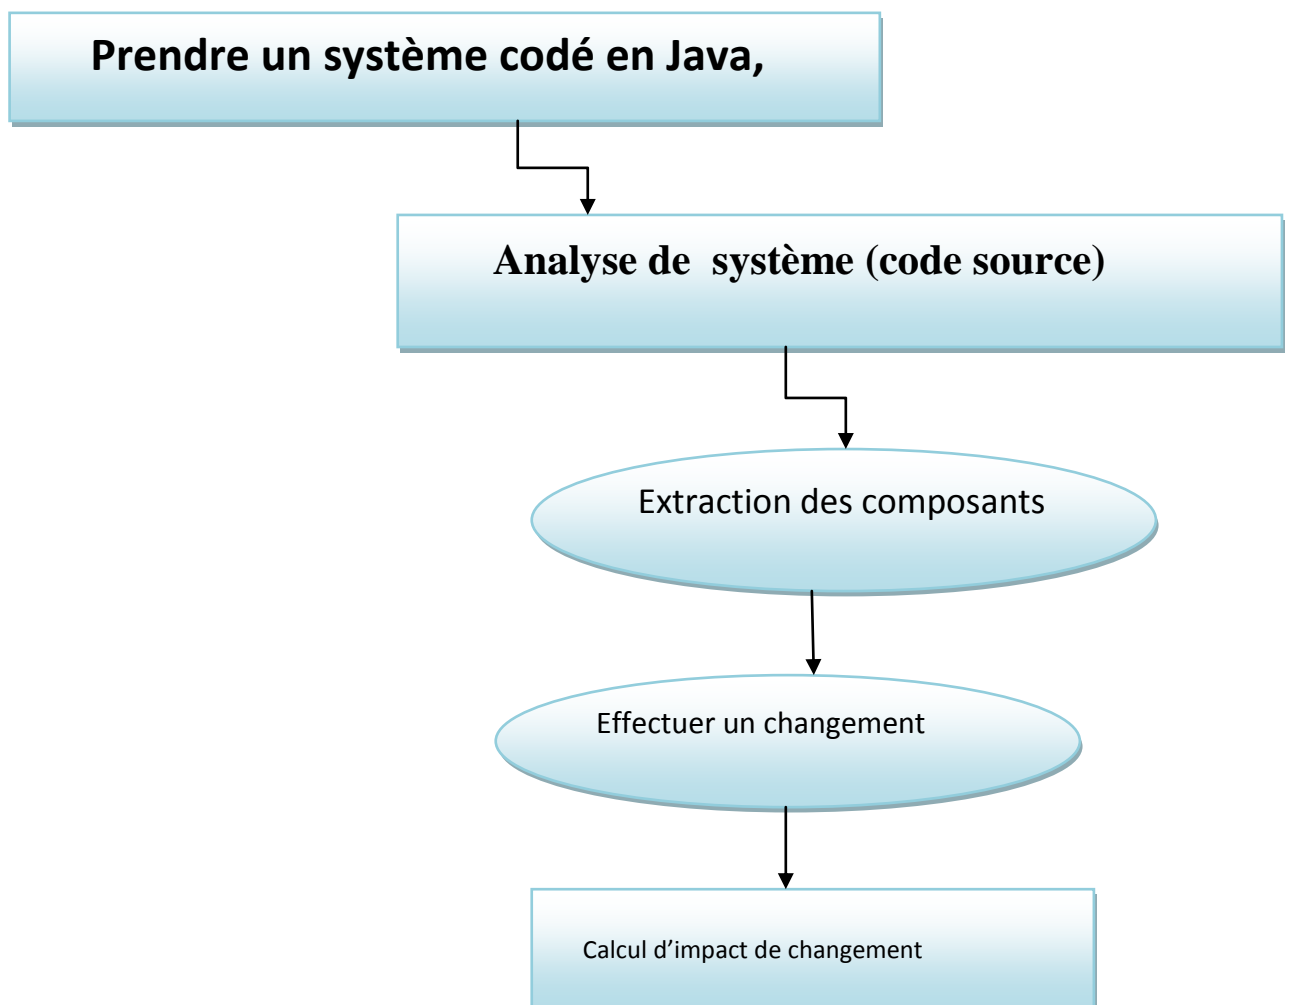 Prendre un système codé en Java,
Analyse de  système (code source)
Extraction des composants
Effectuer un changement
Calcul d’impact de changement